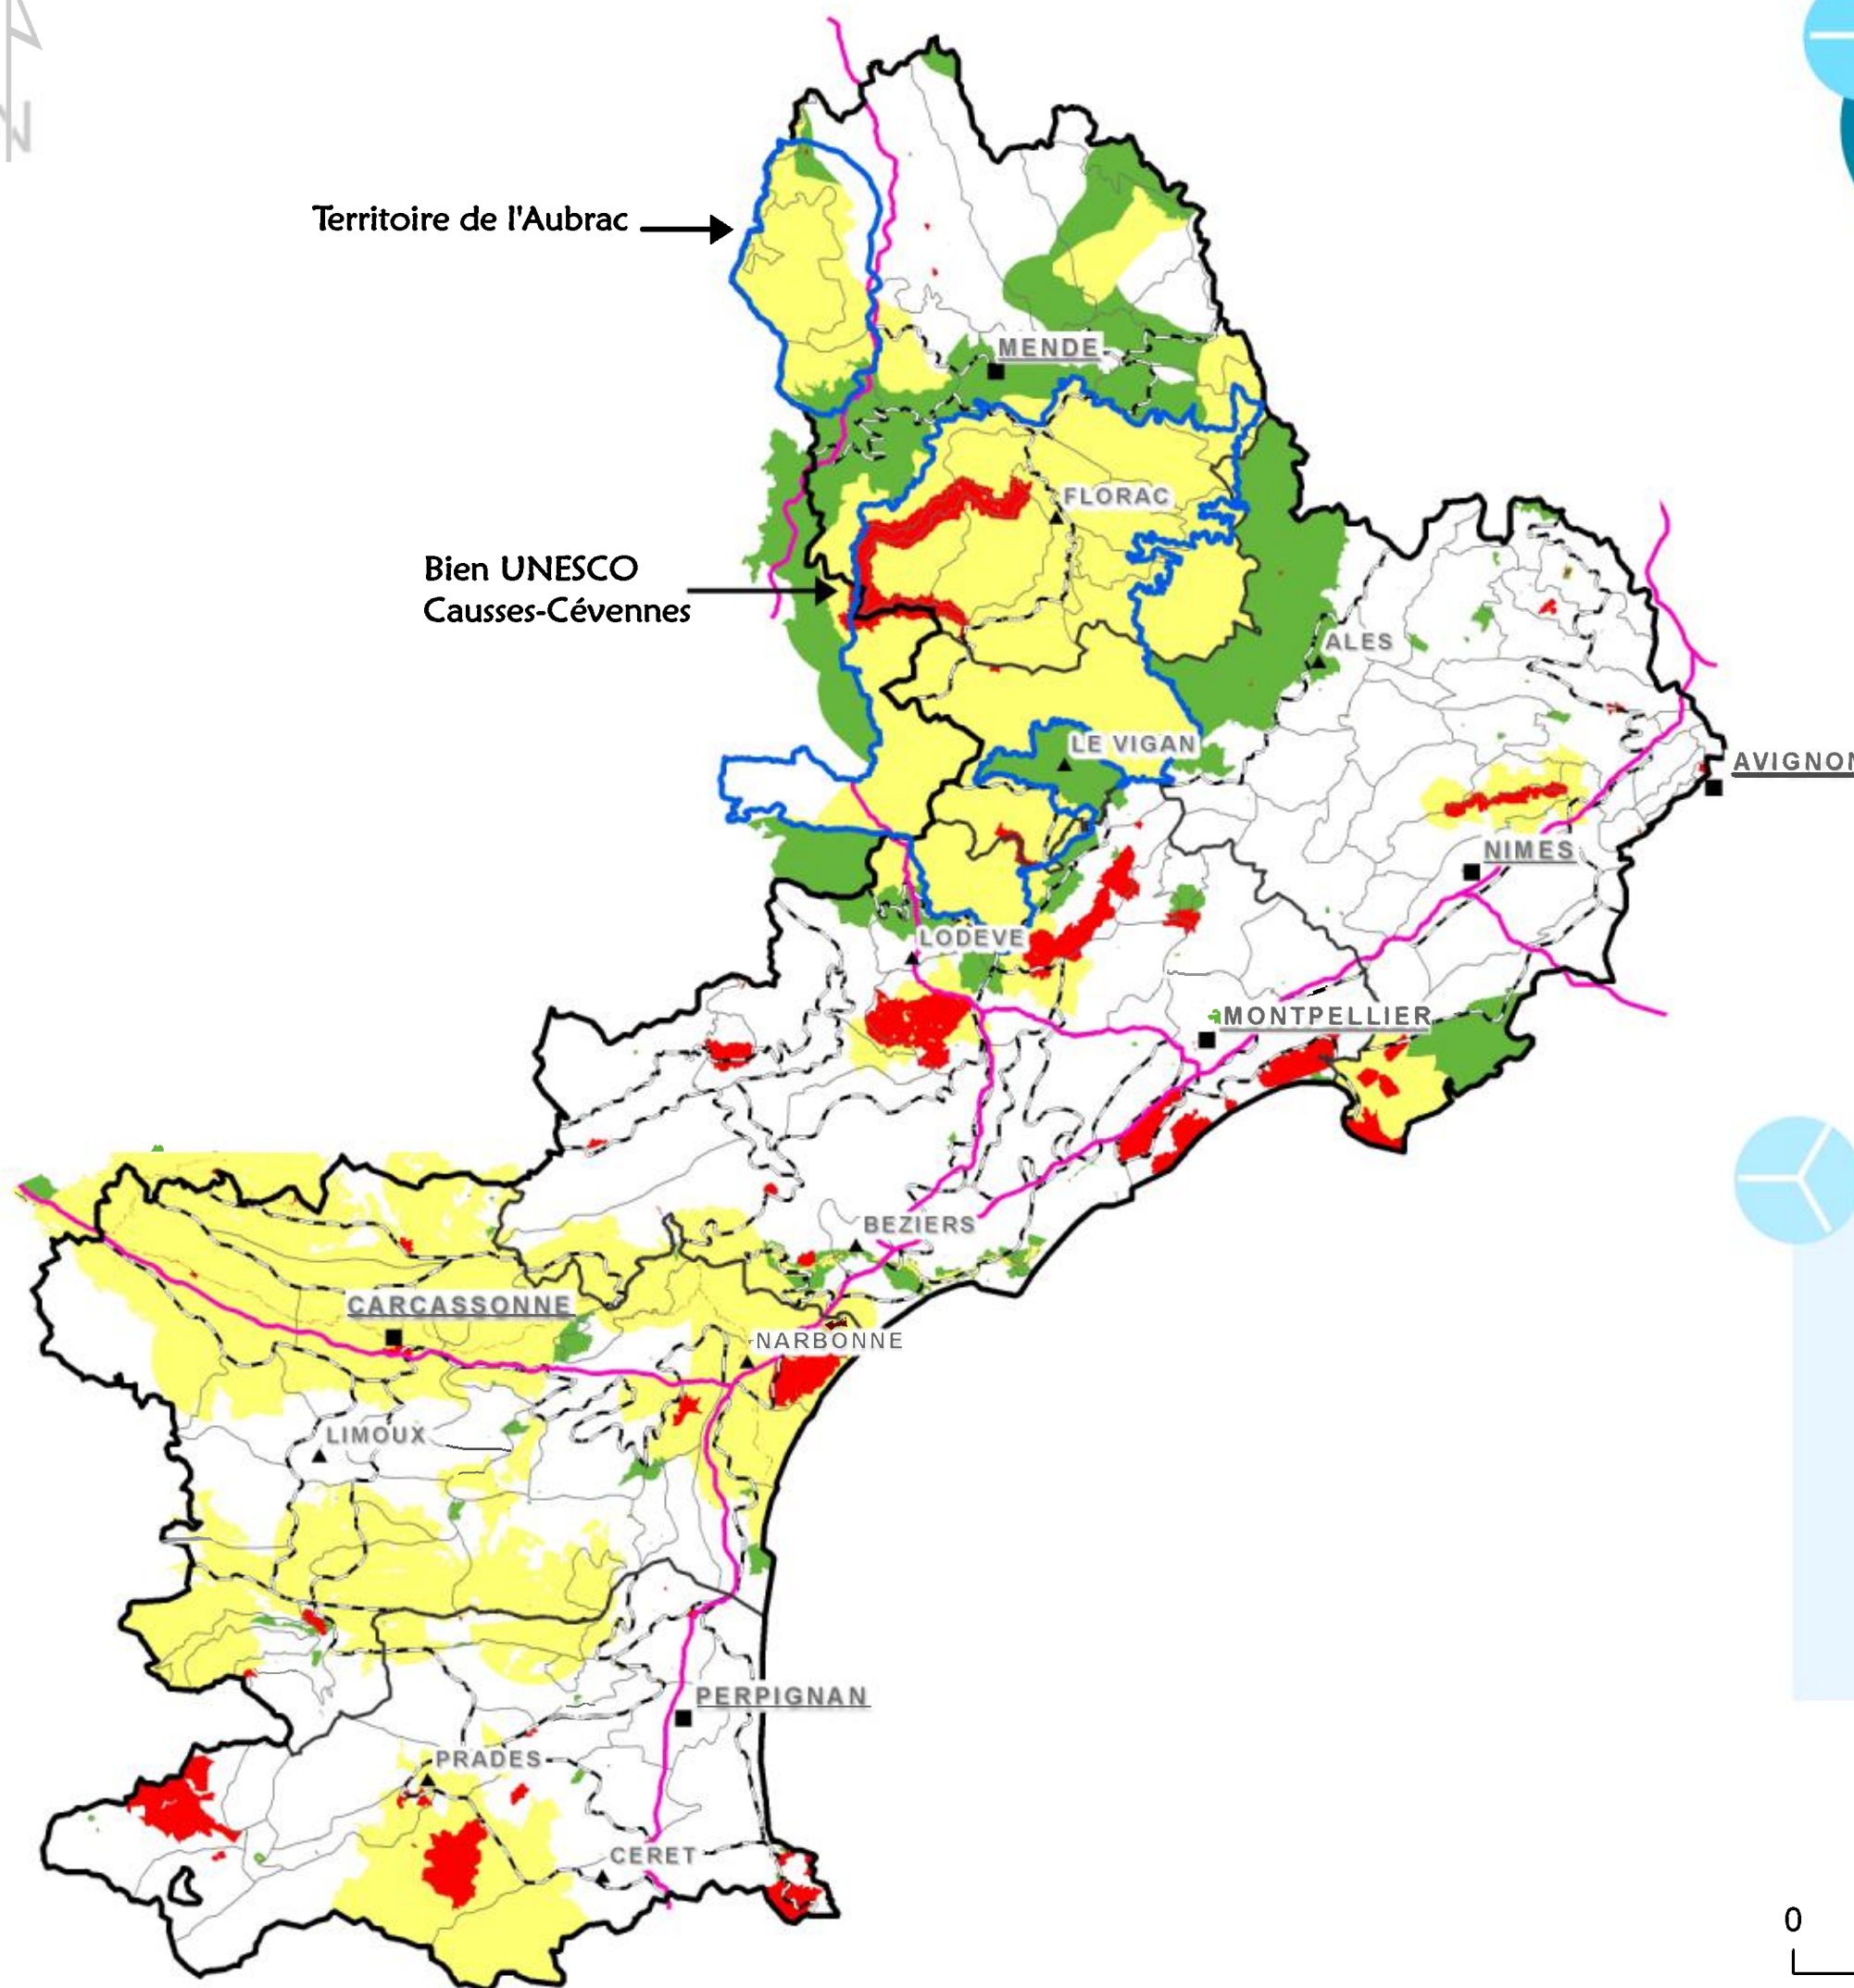 N
Territoire de l'Aubrac
MENDE
FLORAC
Bien UNESCO
Causses-Cévennes
ALES
LE VIGAN
AVIGNON
NIMES
LODEVE
MONTPELLIER
BEZIERS
CARCASSONNE
NARBONNE
LIMOUX
PERPIGNAN
PRADES
CERET
0